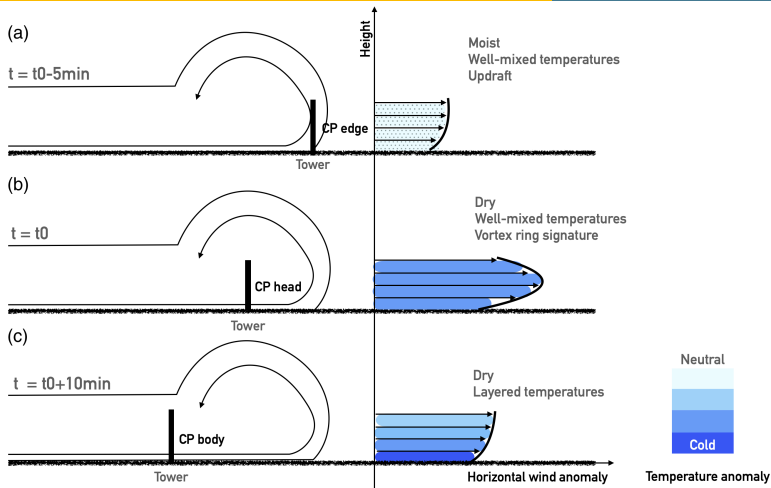 (a)
t = t0-5min
CP edge
Tower
Height
Moist
Well-mixed temperatures
Updraft
(b)
t = t0
CP head
Tower
Dry
Well-mixed temperatures
Vortex ring signature
(c)
t = t0+10min
CP body
Tower
Dry
Layered temperatures
Horizontal wind anomaly
Neutral
Cold
Temperature anomaly